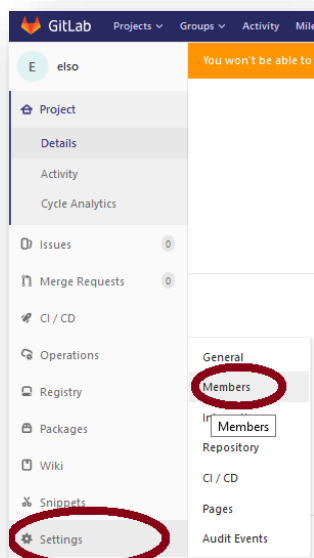 GitLab Projects Groups Activity Mile
E elso
You won't be able to
Project
Details
Activity
Cycle Analytics
Issues 0
Merge Requests 0
CI / CD
Operations
Registry
Packages
Wiki
Snippets
Settings
General
Members
Members
Repository
CI / CD
Pages
Audit Events